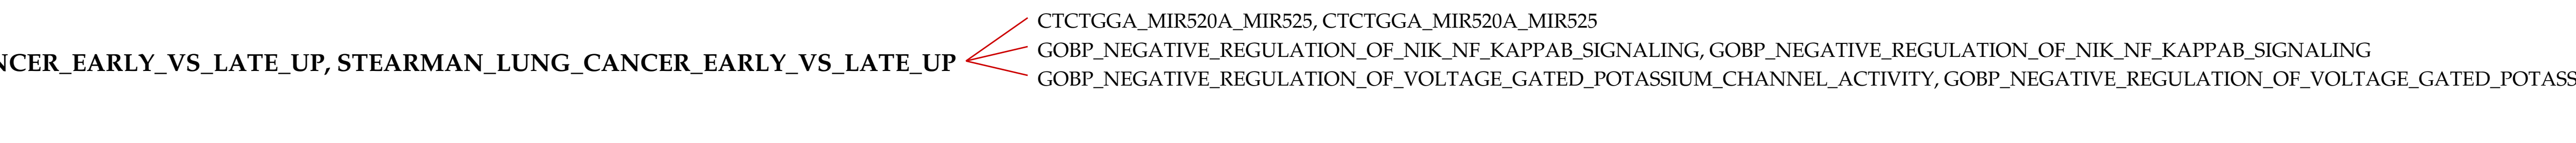 CTCTGGA_MIR520A_MIR525, CTCTGGA_MIR520A_MIR525
GOBP_NEGATIVE_REGULATION_OF_NIK_NF_KAPPAB_SIGNALING, GOBP_NEGATIVE_REGULATION_OF_NIK_NF_KAPPAB_SIGNALING
NCER_EARLY_VS_LATE_UP, STEARMAN_LUNG_CANCER_EARLY_VS_LATE_UP
GOBP_NEGATIVE_REGULATION_OF_VOLTAGE_GATED_POTASSIUM_CHANNEL_ACTIVITY, GOBP_NEGATIVE_REGULATION_OF_VOLTAGE_GATED_POTASS